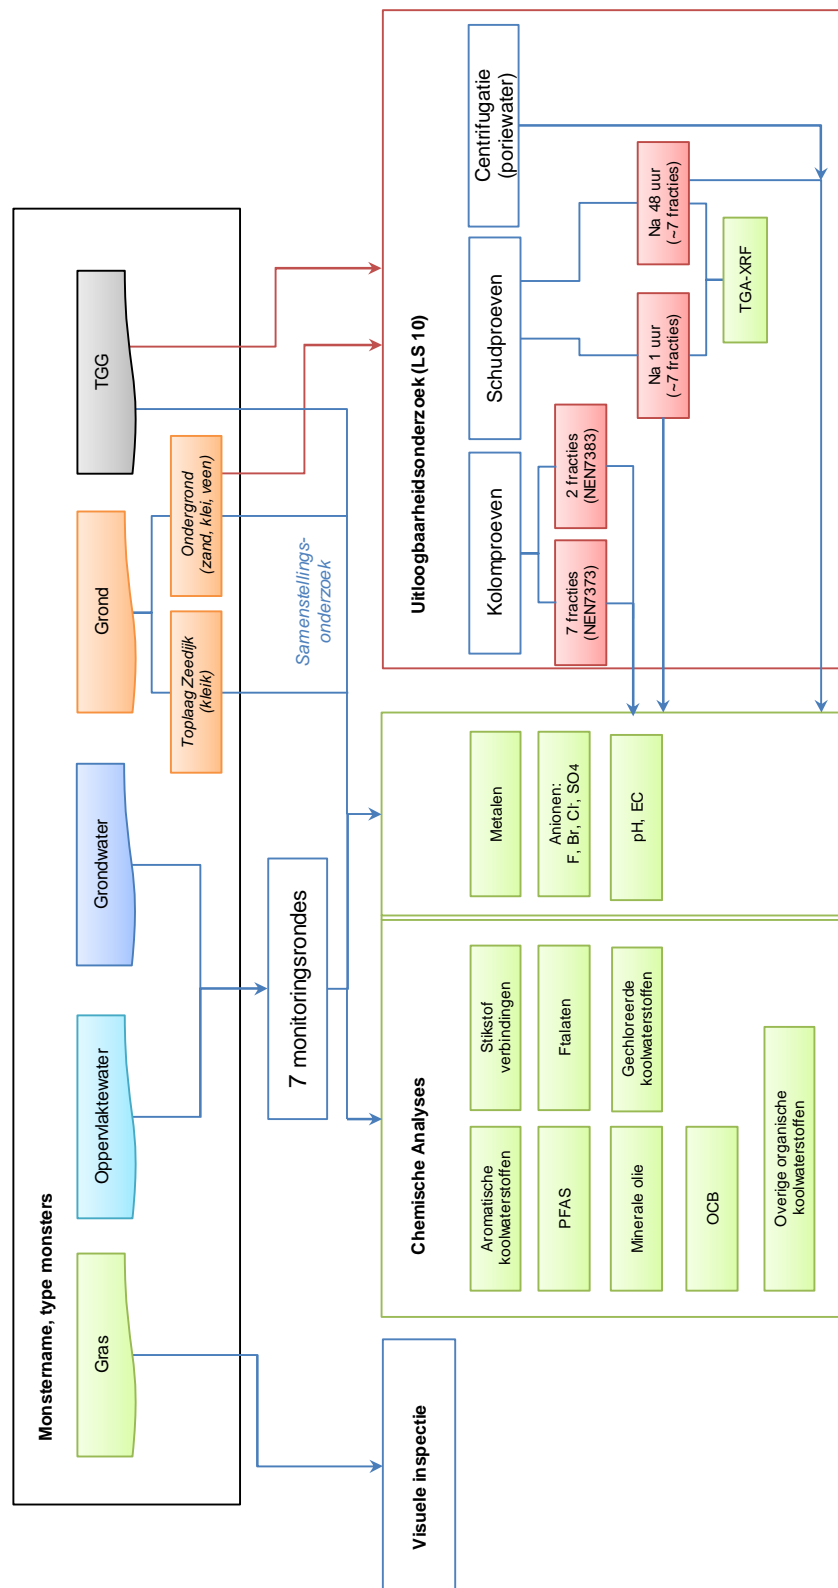 Monstername, type monsters
Gras
Oppervlaktewater
Grondwater
Grond
TGG
Toplaag Zeedijk
(kleik)
Ondergrond
(zand, klei, veen)
7 monitoringsrondes
Samenstellings-
onderzoek
Visuele inspectie
Chemische Analyses
Aromatische
koolwaterstoffen
Stikstof
verbindingen
PFAS
Ftalaten
Minerale olie
Gechloreerde
koolwaterstoffen
OCB
Overige organische
koolwaterstoffen
Metalen
Anionen:
F, Br, Cl, SO4
pH, EC
Uitloogbaarheidsonderzoek (LS 10)
Kolomproeven
Schudproeven
Centrifugatie
(poriewater)
7 fracties
(NEN7373)
2 fracties
(NEN7383)
Na 1 uur
(~7 fracties)
Na 48 uur
(~7 fracties)
TGA-XRF